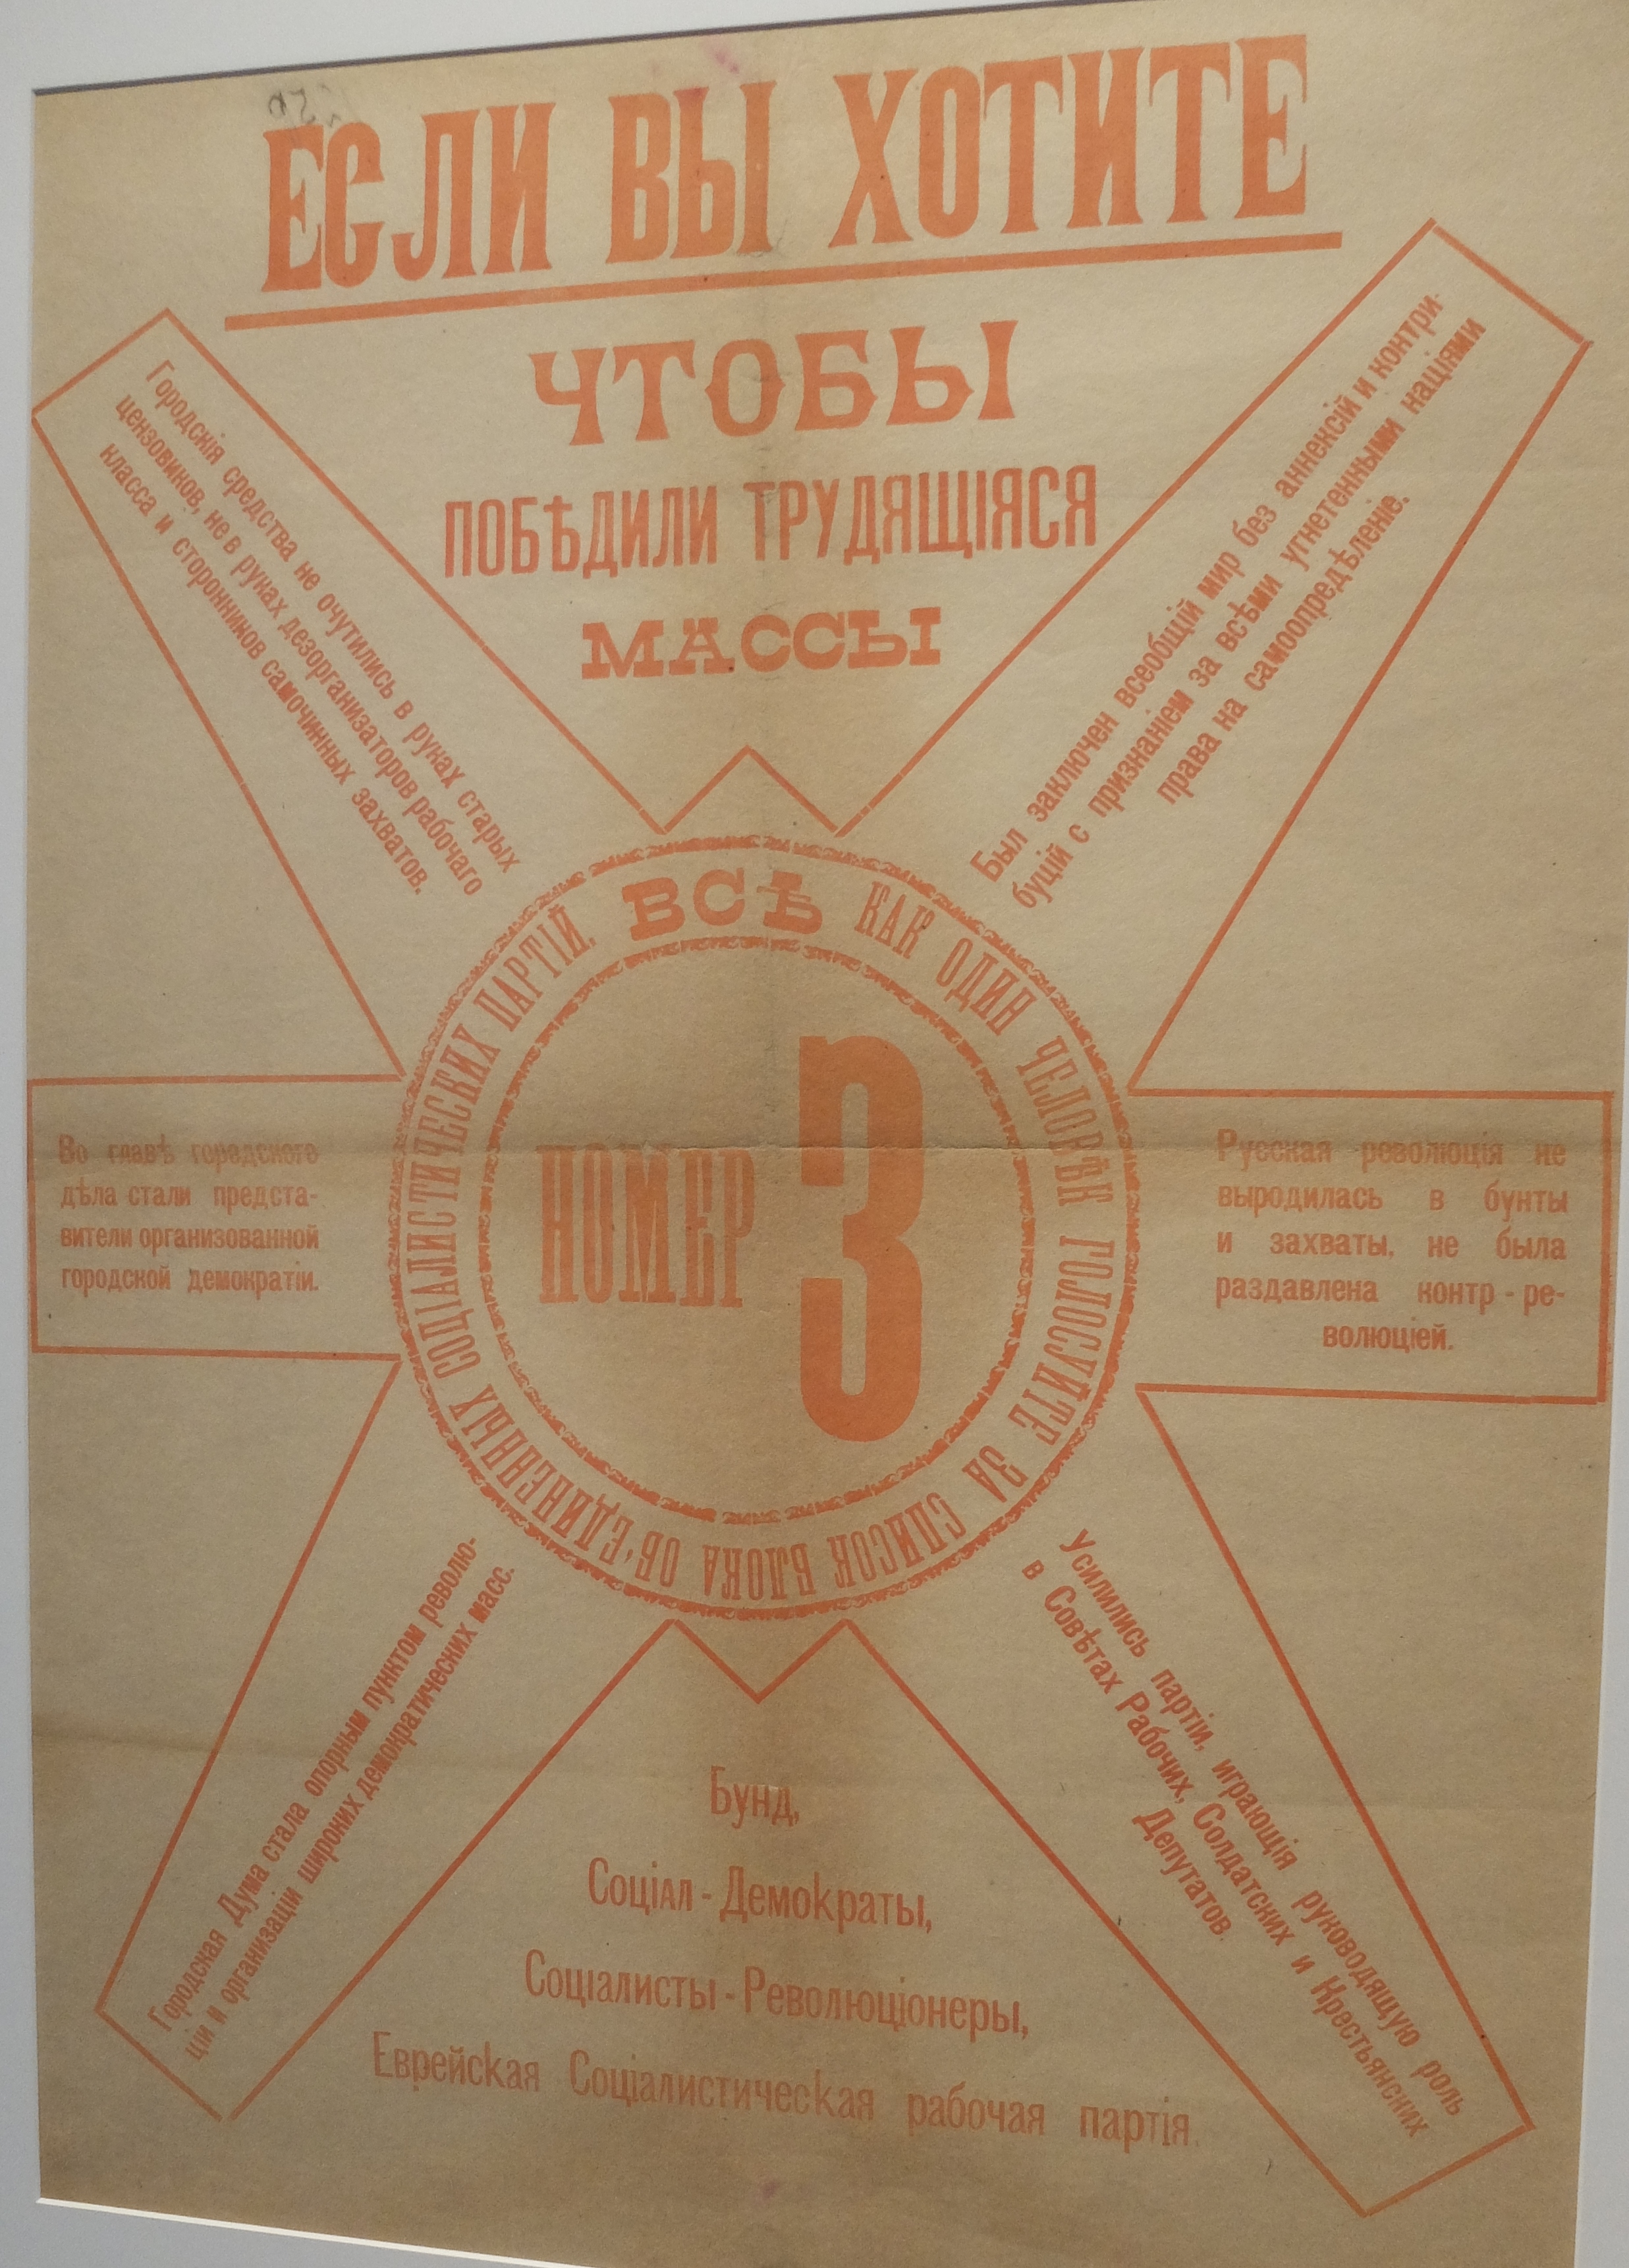 ЕСЛИ ВЫ ХОТИТЕ
ЧТОБЫ
ПОБѢДИЛИ ТРУДЯЩІЯСЯ
МАССЫ
Городскія средства не очутились в руках старых
цензовиков, не в руках дезорганизаторов рабочаго
класса и сторонников самочинных захватов.
Был заключен всеобщій мир без аннексій и контри-
буцій с признаніем за всѣми угнетенными націями
права на самоопредѣленіе.
ВСѢ КАК ОДИН ЧЕЛОВѢК ГОЛОСУЙТЕ ЗА СПИСОК БЛОКА ОБ'ЕДИНЕННЫХ СОЦІАЛИСТИЧЕСКИХ ПАРТІЙ.
НОМЕР 3
Во главѣ городского
дѣла стали предста-
вители организованной
городской демократіи.
Русская революція не
выродилась в бунты
и захваты, не была
раздавлена контр-ре-
волюціей.
Городская Дума стала опорным пунктом револю-
ціи и организаціи широких демократических масс.
Усилились партіи, играющія руководящую роль
в Совѣтах Рабочих, Солдатских и Крестьянских
Депутатов.
Бунд,
Соціал-Демократы,
Соціалисты-Революціонеры,
Еврейская Соціалистическая рабочая партія.